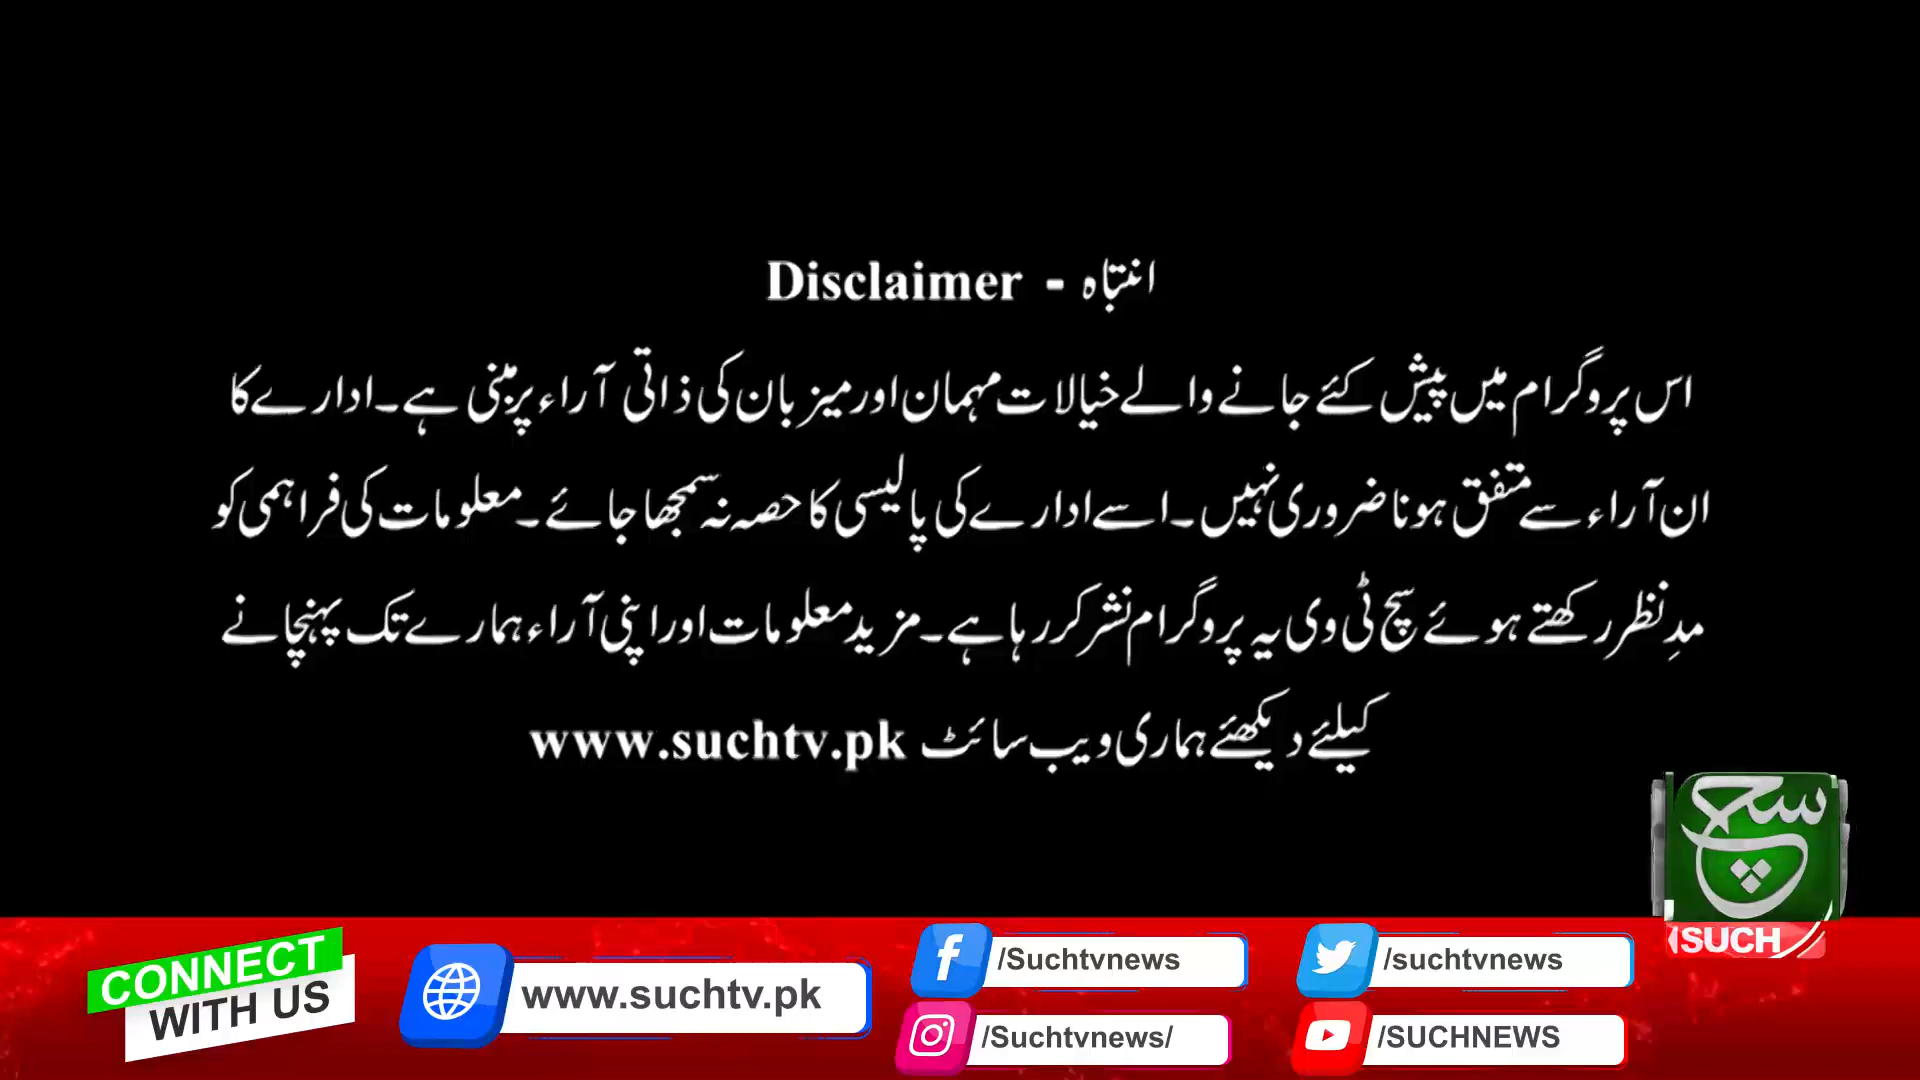 انتباہ - Disclaimer
اس پروگرام میں پیش کئے جانے والے خیالات مہمان اور میزبان کی ذاتی آراء پر مبنی ہے۔ ادارے کا
ان آراء سے متفق ہونا ضروری نہیں۔ اسے ادارے کی پالیسی کا حصہ نہ سمجھا جائے۔ معلومات کی فراہمی کو
مدِنظر رکھتے ہوئے سچ ٹی وی یہ پروگرام نشر کر رہا ہے۔ مزید معلومات اور اپنی آراء ہمارے تک پہنچانے
کیلئے دیکھئے ہماری ویب سائٹ www.suchtv.pk
سچ
SUCH
CONNECT
WITH US
www.suchtv.pk
/Suchtvnews
/suchtvnews
/Suchtvnews/
/SUCHNEWS